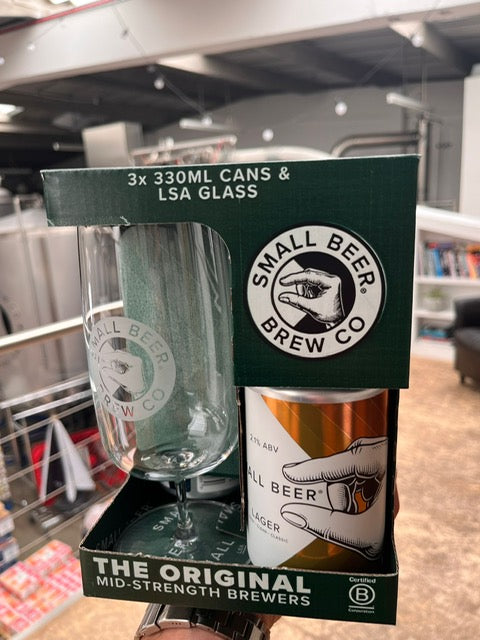 3x 330ML CANS &
LSA GLASS
SMALL BEER®
BREW CO
SMALL BEER
BREW CO
2.1% ABV
ALL BEER®
LAGER
SMALL
THE ORIGINAL
MID-STRENGTH BREWERS
Certified
B
Corporation